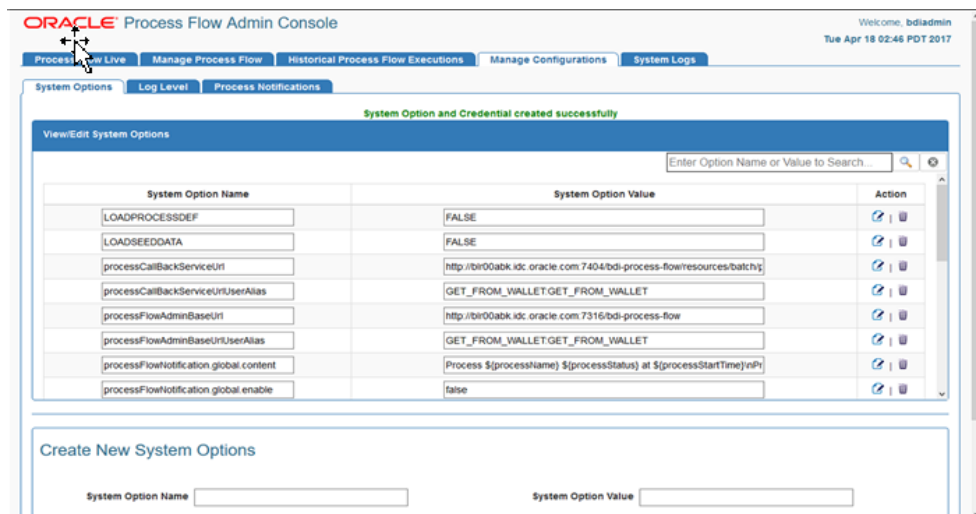 ORACLE Process Flow Admin Console
Welcome, bdiadmin
Tue Apr 18 02:46 PDT 2017
Process Live Manage Process Flow Historical Process Flow Executions Manage Configurations System Logs
System Options Log Level Process Notifications
System Option and Credential created successfully
View/Edit System Options
Enter Option Name or Value to Search...
System Option Name System Option Value Action
LOADPROCESSDEF FALSE |
LOADSEEDDATA FALSE |
processCallBackServiceUrl http://blr00abk.idc.oracle.com:7404/bdi-process-flow/resources/batch/p |
processCallBackServiceUrlUserAlias GET_FROM_WALLET:GET_FROM_WALLET |
processFlowAdminBaseUrl http://blr00abk.idc.oracle.com:7316/bdi-process-flow |
processFlowAdminBaseUrlUserAlias GET_FROM_WALLET:GET_FROM_WALLET |
processFlowNotification.global.content Process ${processName} ${processStatus} at ${processStartTime}\nPr |
processFlowNotification.global.enable false |
Create New System Options
System Option Name System Option Value